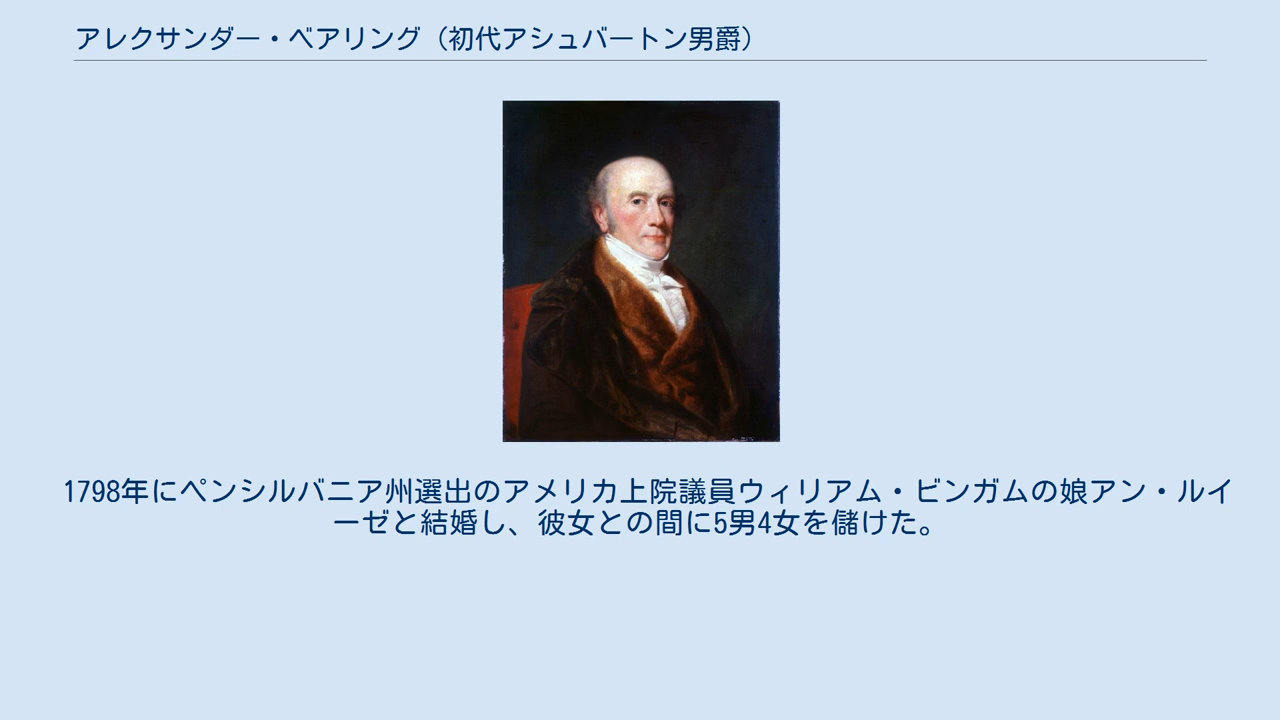 アレクサンダー・ベアリング（初代アシュバートン男爵）
1798年にペンシルバニア州選出のアメリカ上院議員ウィリアム・ビンガムの娘アン・ルイ
ーゼと結婚し、彼女との間に5男4女を儲けた。